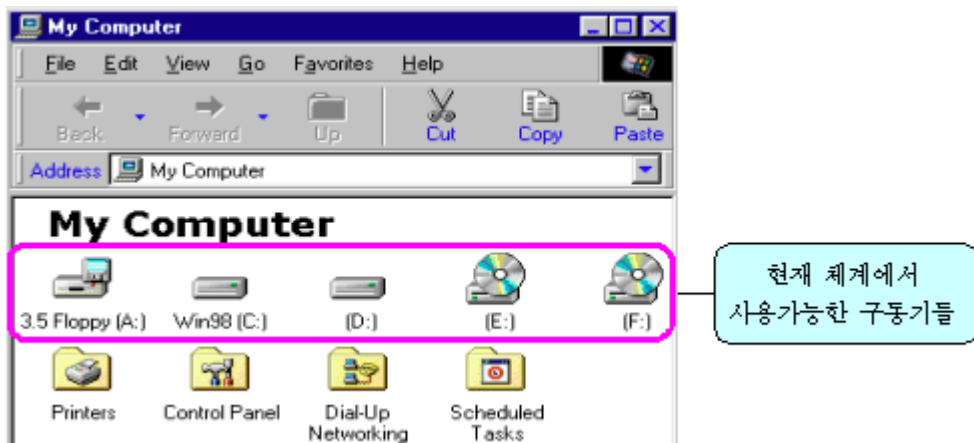 My Computer
File Edit View Go Favorites Help
Back Forward Up Cut Copy Paste
Address My Computer
My Computer
3.5 Floppy (A:) Win98 (C:) (D:) (E:) (F:)
현재 체계에서
사용가능한 구동기들
Printers Control Panel Dial-Up Networking Scheduled Tasks